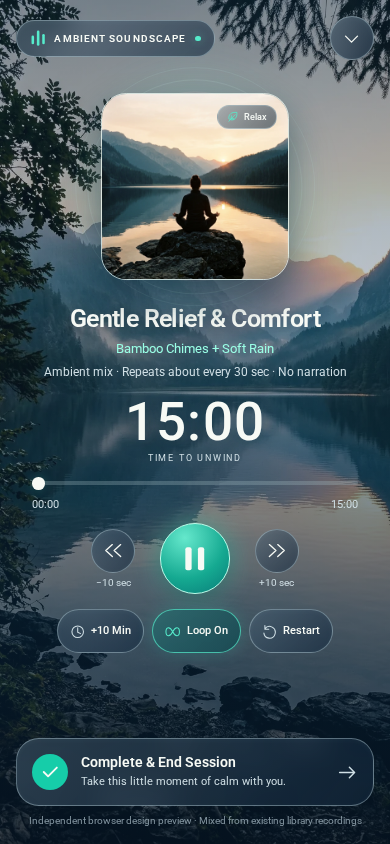 AMBIENT SOUNDSCAPE
Relax
Gentle Relief & Comfort
Bamboo Chimes + Soft Rain
Ambient mix · Repeats about every 30 sec · No narration
15:00
TIME TO UNWIND
00:00 15:00
−10 sec +10 sec
+10 Min Loop On Restart
Complete & End Session
Take this little moment of calm with you.
Independent browser design preview · Mixed from existing library recordings